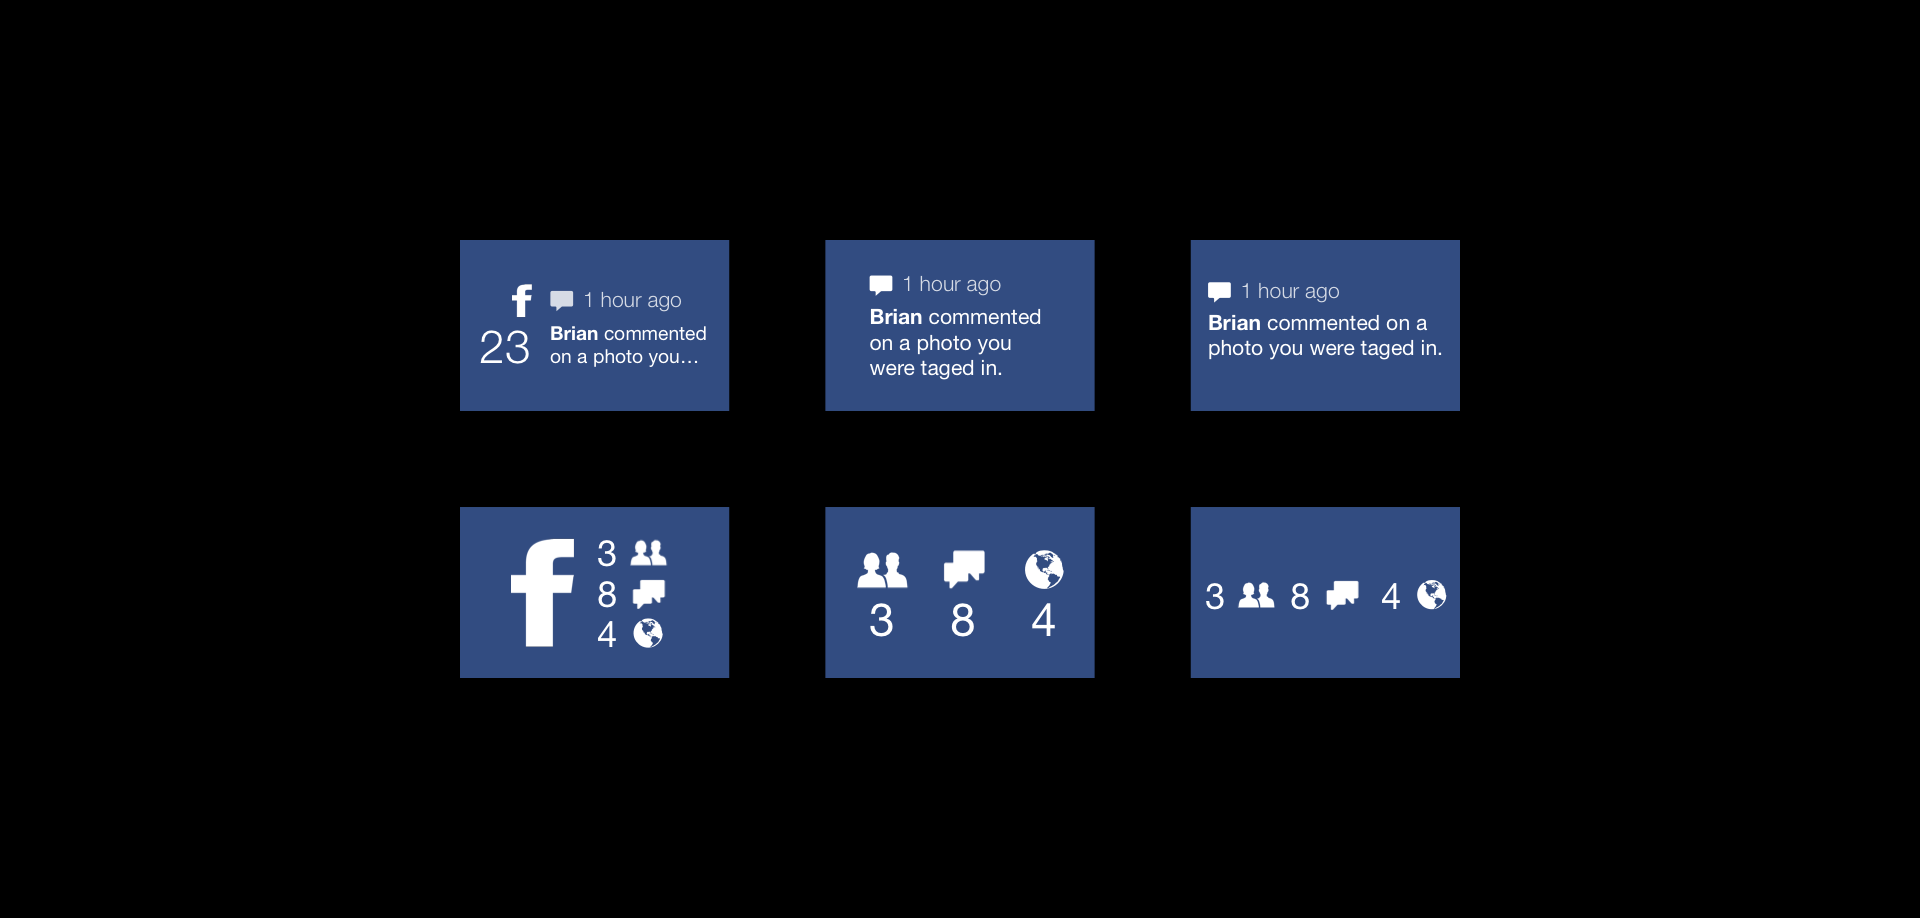 f
1 hour ago
23
Brian commented
on a photo you...
1 hour ago
Brian commented
on a photo you
were taged in.
1 hour ago
Brian commented on a
photo you were taged in.
f
3
8
4
3 8 4
3 8 4